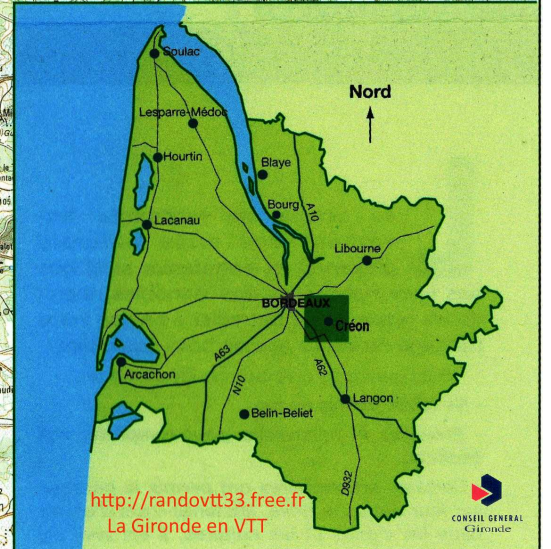 Soulac
Nord
Lesparre-Médoc
Hourtin
Blaye
Bourg
A10
Lacanau
Libourne
BORDEAUX
Créon
A63
A62
Arcachon
N10
Langon
Belin-Beliet
D932
http://randovtt33.free.fr
La Gironde en VTT
CONSEIL GENERAL
Gironde